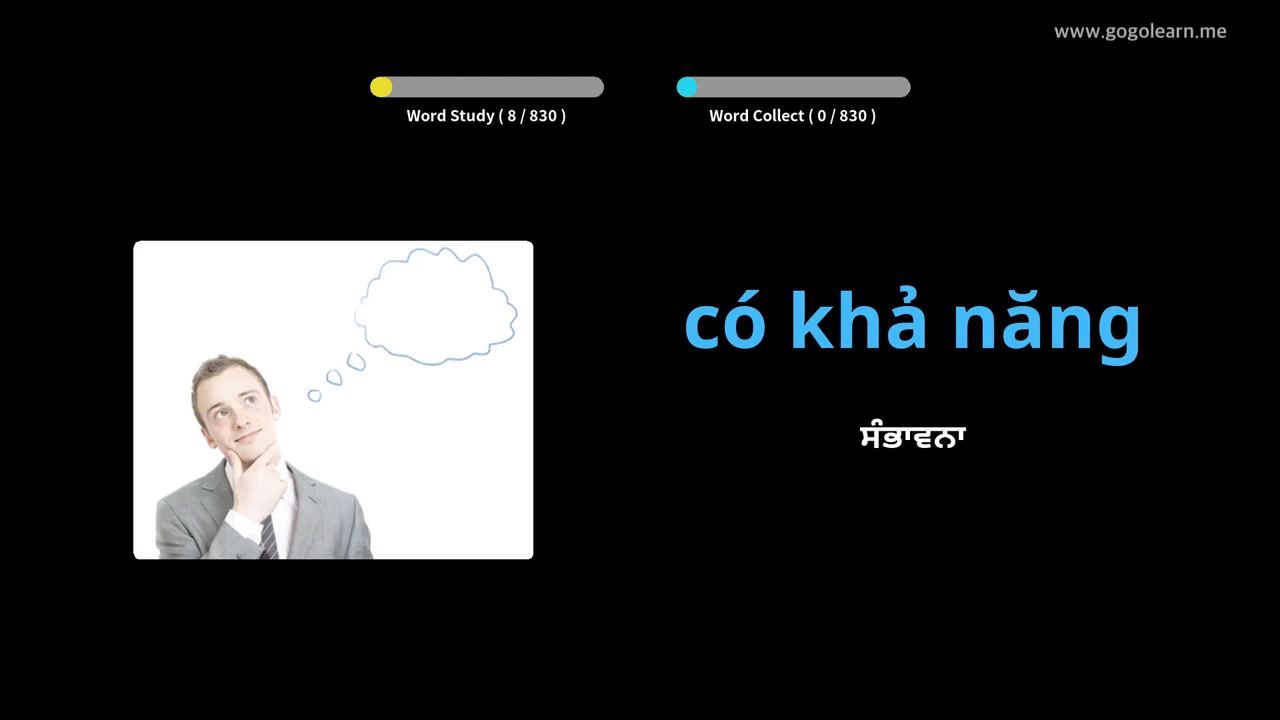 www.gogolearn.me
Word Study ( 8 / 830 )
Word Collect ( 0 / 830 )
có khả năng
ਸੰਭਾਵਨਾ